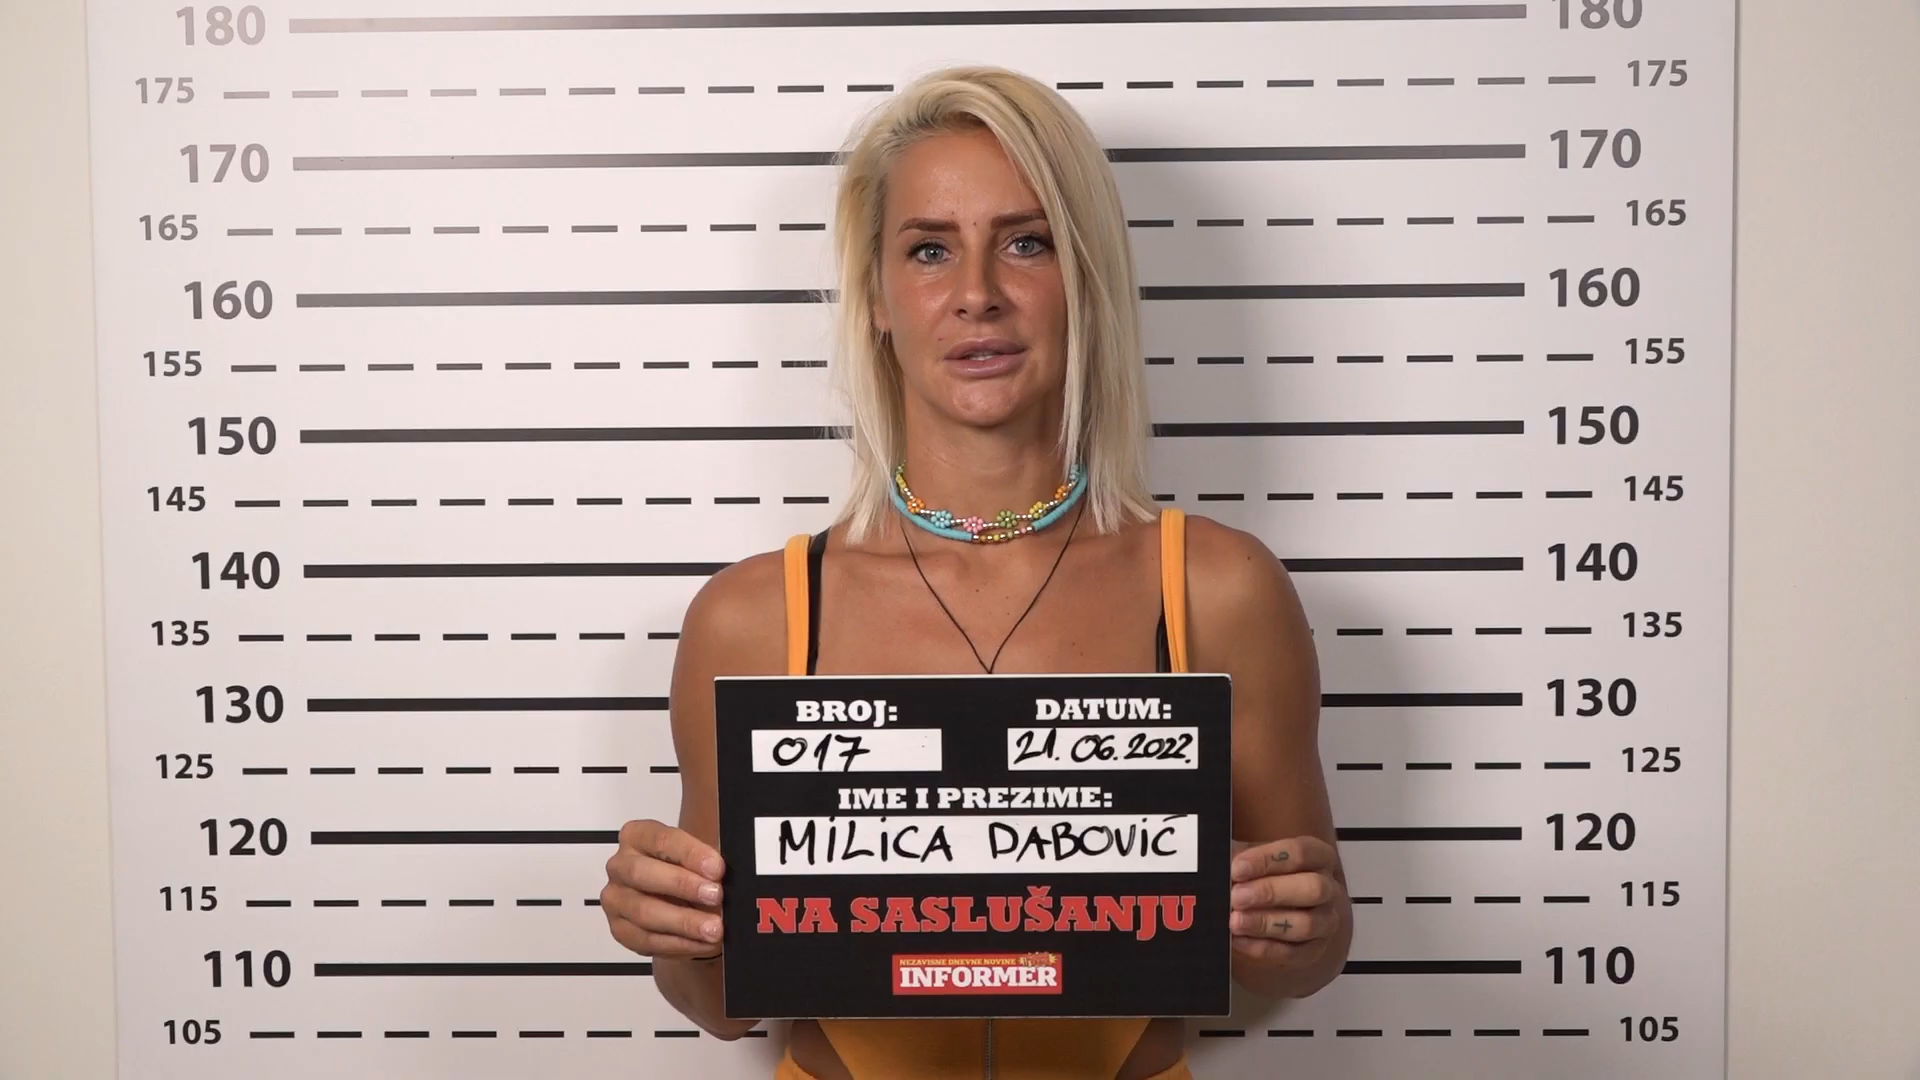 180 180
175 175
170 170
165 165
160 160
155 155
150 150
145 145
140 140
135 135
130 130
BROJ: DATUM:
017 21.06.2022.
125 125
IME I PREZIME:
MILICA DABOVIĆ
120 120
115 115
NA SASLUŠANJU
110 110
NEZAVISNE DNEVNE NOVINE
INFORMER
105 105